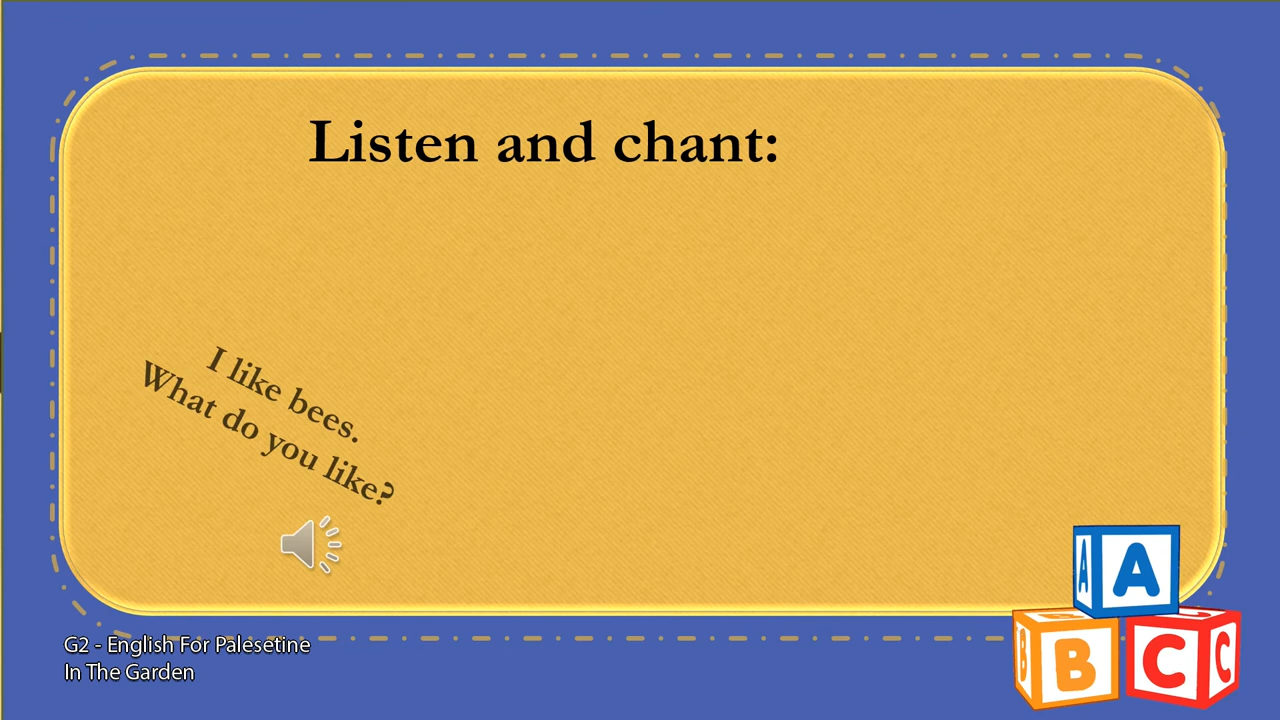 Listen and chant:
I like bees.
What do you like?
G2 - English For Palesetine
In The Garden
A
A
B
B
C
C